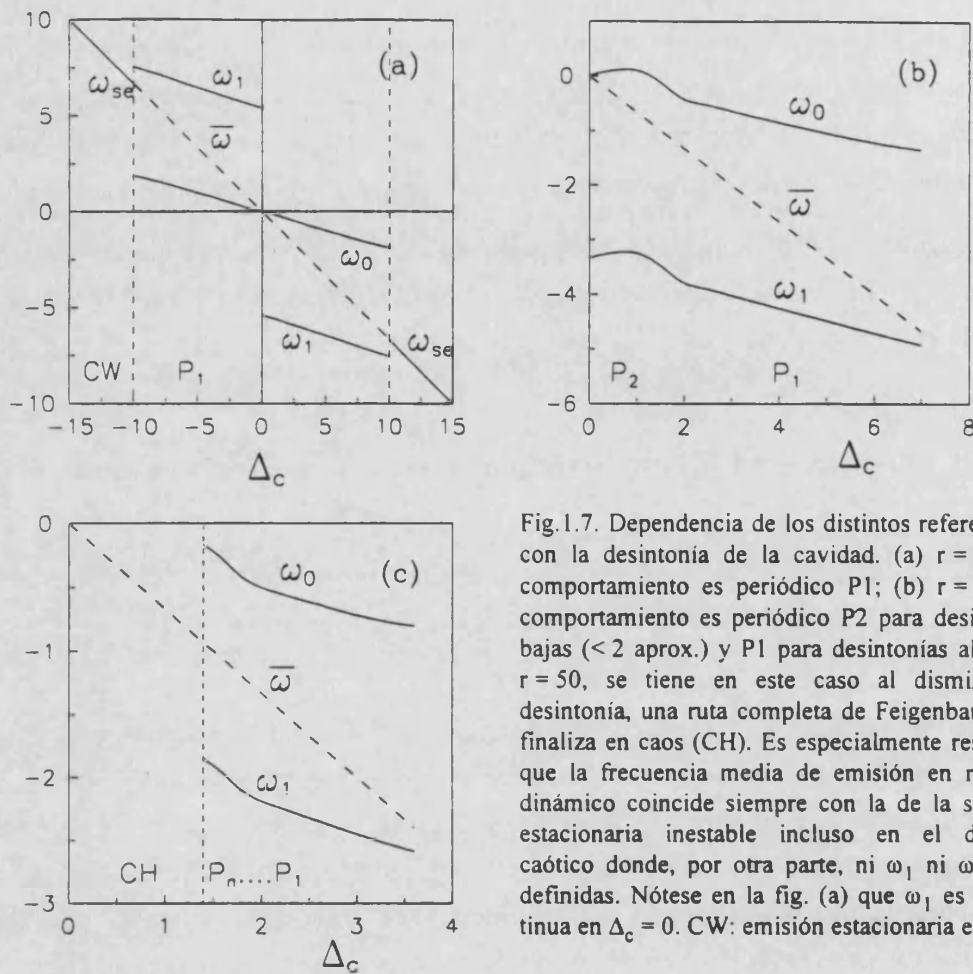 10
5
0
-5
-10
-15
-10
-5
0
5
10
15
(a)
ω₁
ω_se
ω̅
ω₀
ω₁
ω_se
CW
P₁
Δ_c
0
-2
-4
-6
0
2
4
6
8
(b)
ω₀
ω̅
ω₁
P₂
P₁
Δ_c
0
-1
-2
-3
0
1
2
3
4
(c)
ω₀
ω̅
ω₁
CH
Pₙ....P₁
Δ_c
Fig.1.7. Dependencia de los distintos refere
con la desintonía de la cavidad. (a) r =
comportamiento es periódico P1; (b) r =
comportamiento es periódico P2 para desi
bajas (< 2 aprox.) y P1 para desintonías al
r = 50, se tiene en este caso al dismi
desintonía, una ruta completa de Feigenba
finaliza en caos (CH). Es especialmente re
que la frecuencia media de emisión en
dinámico coincide siempre con la de la s
estacionaria inestable incluso en el d
caótico donde, por otra parte, ni ω₁ ni ω
definidas. Nótese en la fig. (a) que ω₁ es
tinua en Δ_c = 0. CW: emisión estacionaria e